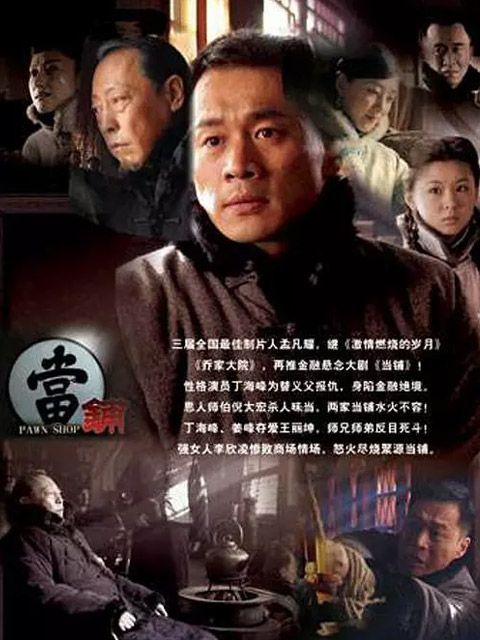 三届全国最佳制片人孟凡耀，继《激情燃烧的岁月》
《乔家大院》，再推金融悬念大剧《当铺》！
性格演员丁海峰为替义父报仇，身陷金融绝境。
恩人师伯倪大宏杀人昧当，两家当铺水火不容！
丁海峰、姜峰夺爱王丽坤，师兄师弟反目死斗！
强女人李欣凌惨败商场情场，怒火尽烧聚源当铺。
當鋪
PAWN SHOP